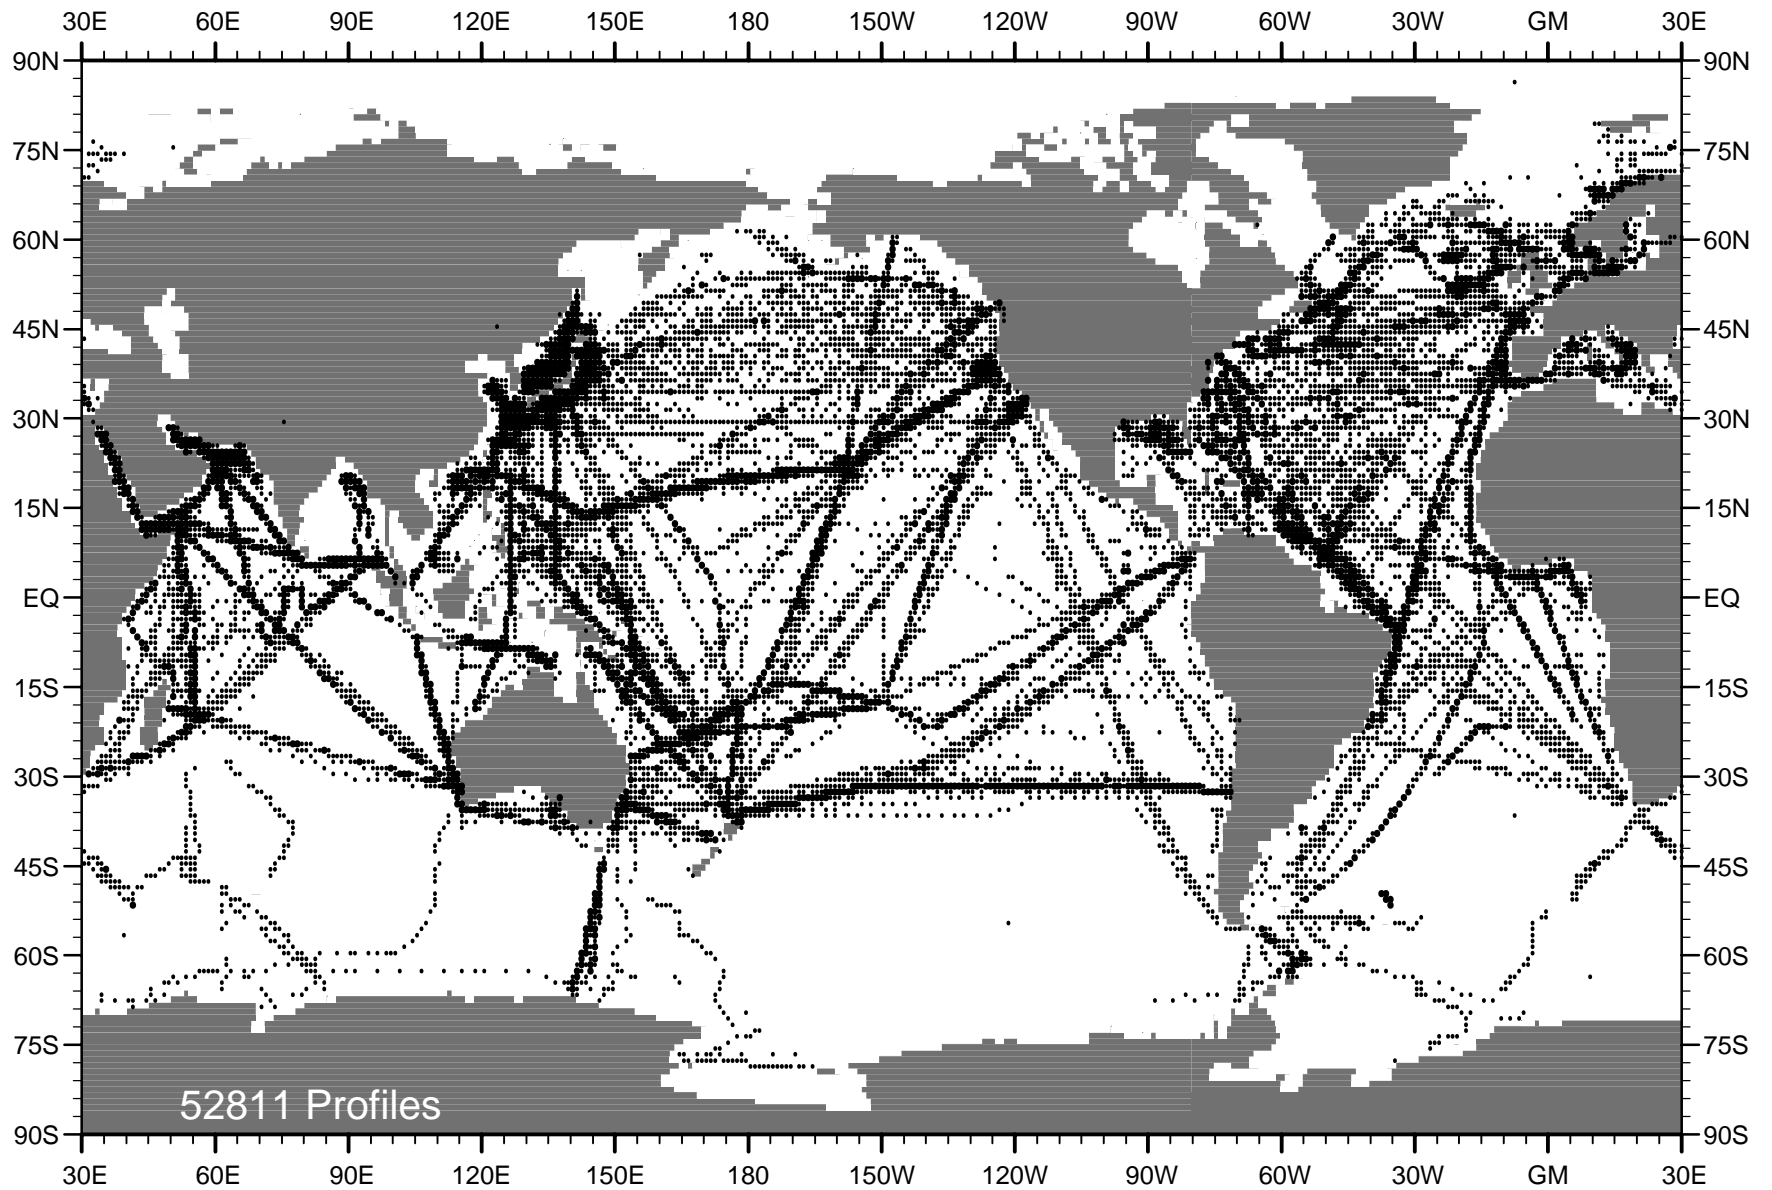 30E 60E 90E 120E 150E 180 150W 120W 90W 60W 30W GM 30E
90N 90N
75N 75N
60N 60N
45N 45N
30N 30N
15N 15N
EQ EQ
15S 15S
30S 30S
45S 45S
60S 60S
75S 75S
52811 Profiles
90S 90S
30E 60E 90E 120E 150E 180 150W 120W 90W 60W 30W GM 30E